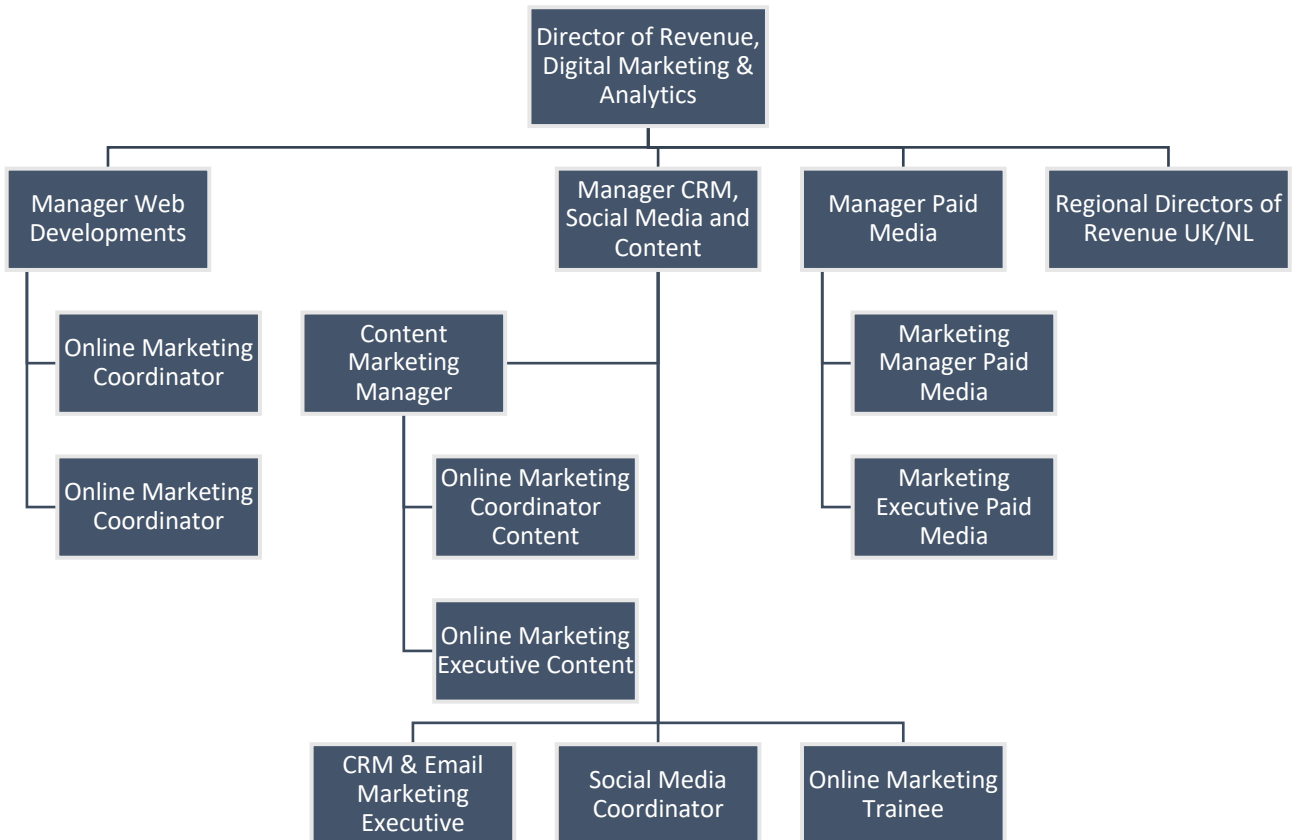 Director of Revenue,
Digital Marketing &
Analytics
Manager Web
Developments
Manager CRM,
Social Media and
Content
Manager Paid
Media
Regional Directors of
Revenue UK/NL
Online Marketing
Coordinator
Content
Marketing
Manager
Marketing
Manager Paid
Media
Online Marketing
Coordinator
Online Marketing
Coordinator
Content
Marketing
Executive Paid
Media
Online Marketing
Executive Content
CRM & Email
Marketing
Executive
Social Media
Coordinator
Online Marketing
Trainee